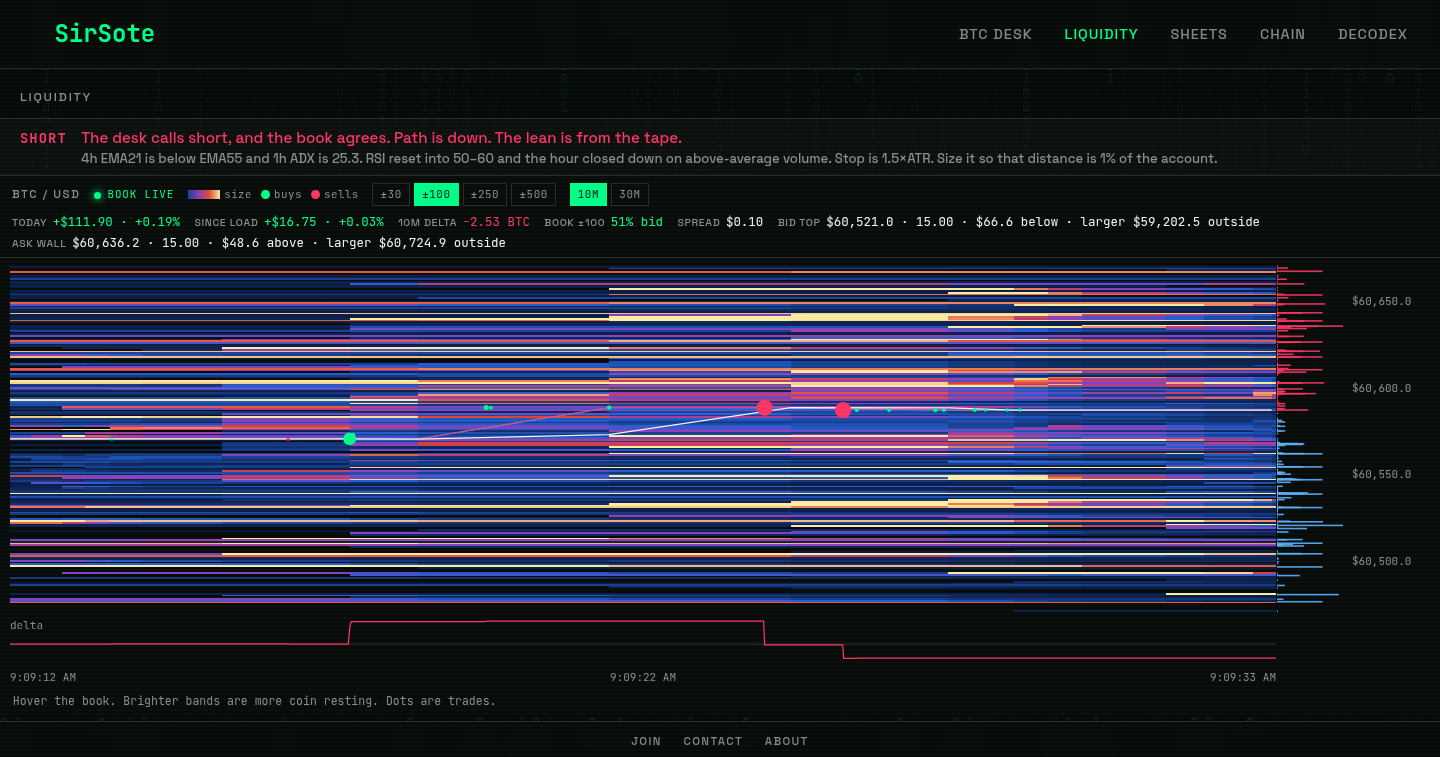 SirSote
BTC DESK LIQUIDITY SHEETS CHAIN DECODEX
LIQUIDITY
SHORT The desk calls short, and the book agrees. Path is down. The lean is from the tape.
4h EMA21 is below EMA55 and 1h ADX is 25.3. RSI reset into 50–60 and the hour closed down on above-average volume. Stop is 1.5×ATR. Size it so that distance is 1% of the account.
BTC / USD BOOK LIVE size buys sells ±30 ±100 ±250 ±500 10M 30M
TODAY +$111.90 · +0.19% SINCE LOAD +$16.75 · +0.03% 10M DELTA -2.53 BTC BOOK ±100 51% bid SPREAD $0.10 BID TOP $60,521.0 · 15.00 · $66.6 below · larger $59,202.5 outside
ASK WALL $60,636.2 · 15.00 · $48.6 above · larger $60,724.9 outside
$60,650.0
$60,600.0
$60,550.0
$60,500.0
delta
9:09:12 AM 9:09:22 AM 9:09:33 AM
Hover the book. Brighter bands are more coin resting. Dots are trades.
JOIN CONTACT ABOUT